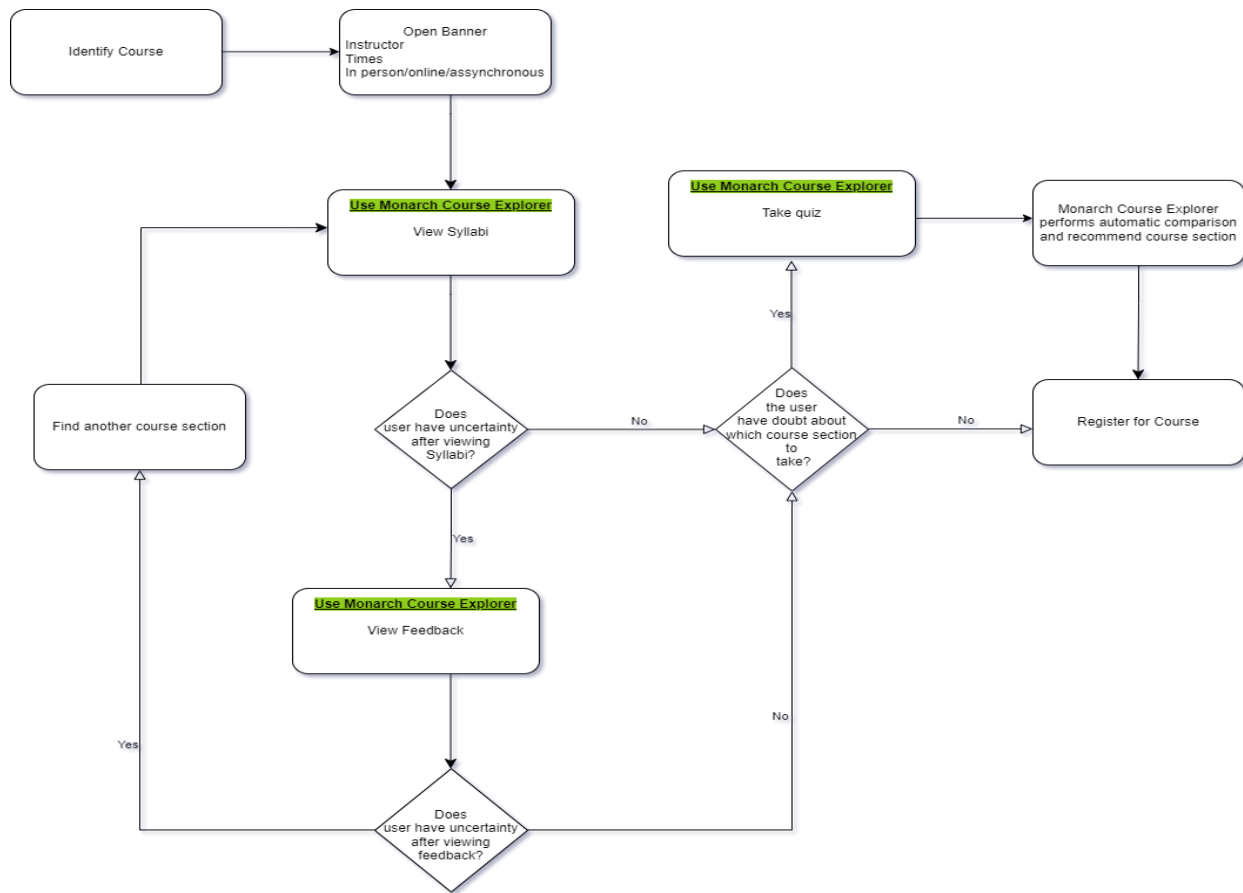 Identify Course
Open Banner
Instructor
Times
In person/online/assynchronous
Use Monarch Course Explorer
View Syllabi
Use Monarch Course Explorer
Take quiz
Monarch Course Explorer
performs automatic comparison
and recommend course section
Yes
Find another course section
Does
user have uncertainty
after viewing
Syllabi?
No
Does
the user
have doubt about
which course section
to
take?
No
Register for Course
Yes
Use Monarch Course Explorer
View Feedback
Yes
No
Does
user have uncertainty
after viewing
feedback?